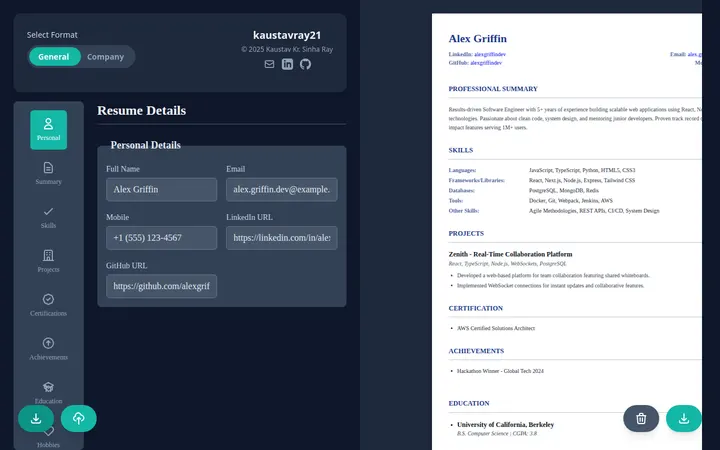 Select Format
General
Company
kaustavray21
© 2025 Kaustav Kr. Sinha Ray
Personal
Summary
Skills
Projects
Certifications
Achievements
Education
Hobbies
Resume Details
Personal Details
Full Name
Email
Alex Griffin
alex.griffin.dev@example.
Mobile
LinkedIn URL
+1 (555) 123-4567
https://linkedin.com/in/ale
GitHub URL
https://github.com/alexgrif
Alex Griffin
LinkedIn: alexgriffindev
Email: alex.g
GitHub: alexgriffindev
Mo
PROFESSIONAL SUMMARY
Results-driven Software Engineer with 5+ years of experience building scalable web applications using React, No
technologies. Passionate about clean code, system design, and mentoring junior developers. Proven track record o
impact features serving 1M+ users.
SKILLS
Languages: JavaScript, TypeScript, Python, HTML5, CSS3
Frameworks/Libraries: React, Next.js, Node.js, Express, Tailwind CSS
Databases: PostgreSQL, MongoDB, Redis
Tools: Docker, Git, Webpack, Jenkins, AWS
Other Skills: Agile Methodologies, REST APIs, CI/CD, System Design
PROJECTS
Zenith - Real-Time Collaboration Platform
React, TypeScript, Node.js, WebSockets, PostgreSQL
• Developed a web-based platform for team collaboration featuring shared whiteboards.
• Implemented WebSocket connections for instant updates and collaborative features.
CERTIFICATION
• AWS Certified Solutions Architect
ACHIEVEMENTS
• Hackathon Winner - Global Tech 2024
EDUCATION
• University of California, Berkeley
B.S. Computer Science : CGPA: 3.8